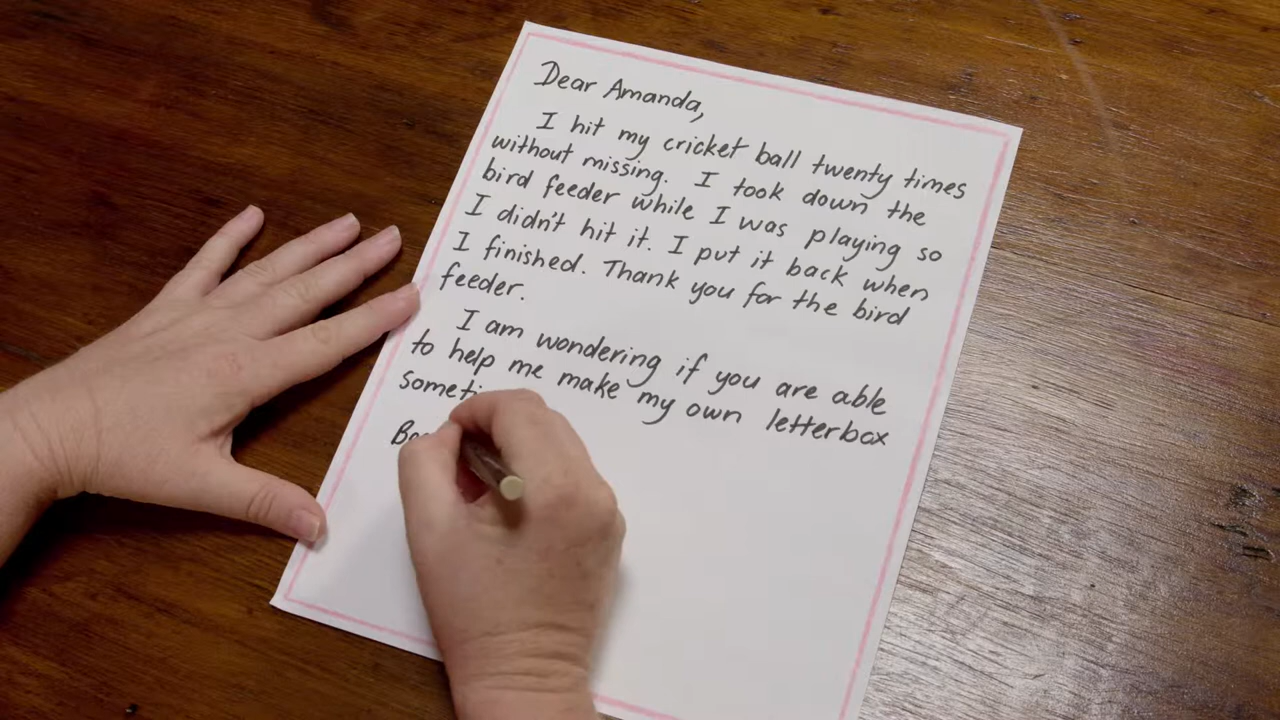 Dear Amanda,
I hit my cricket ball twenty times
without missing. I took down the
bird feeder while I was playing so
I didn't hit it. I put it back when
I finished. Thank you for the bird
feeder.
I am wondering if you are able
to help me make my own letterbox